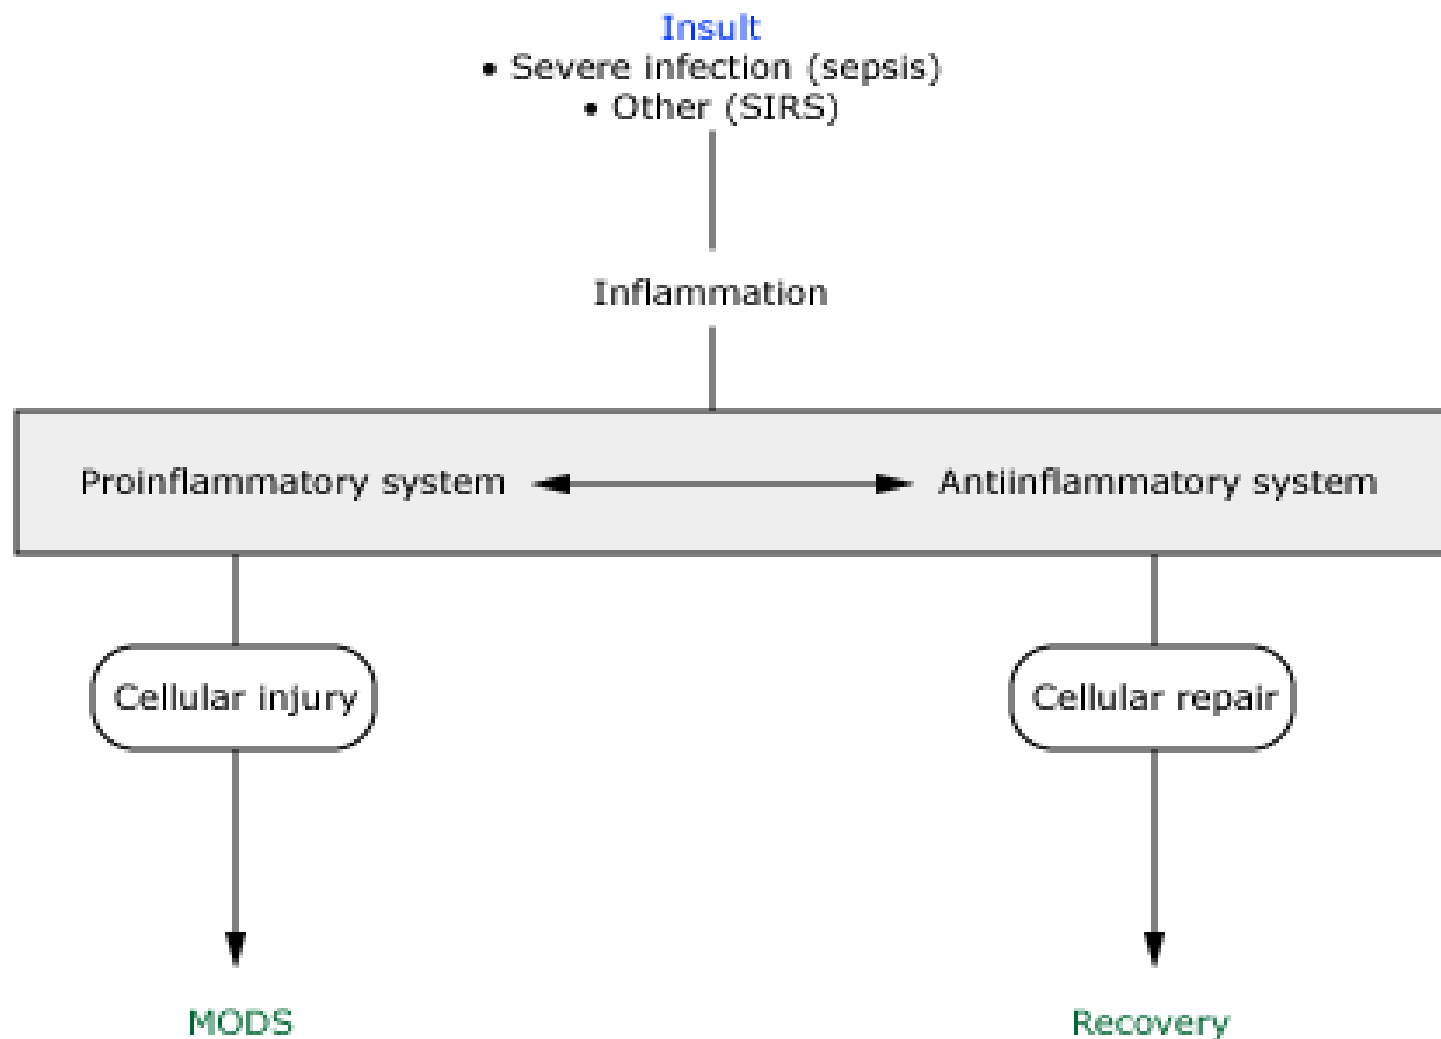 Insult
• Severe infection (sepsis)
• Other (SIRS)
Inflammation
Proinflammatory system
Antiinflammatory system
Cellular injury
Cellular repair
MODS
Recovery